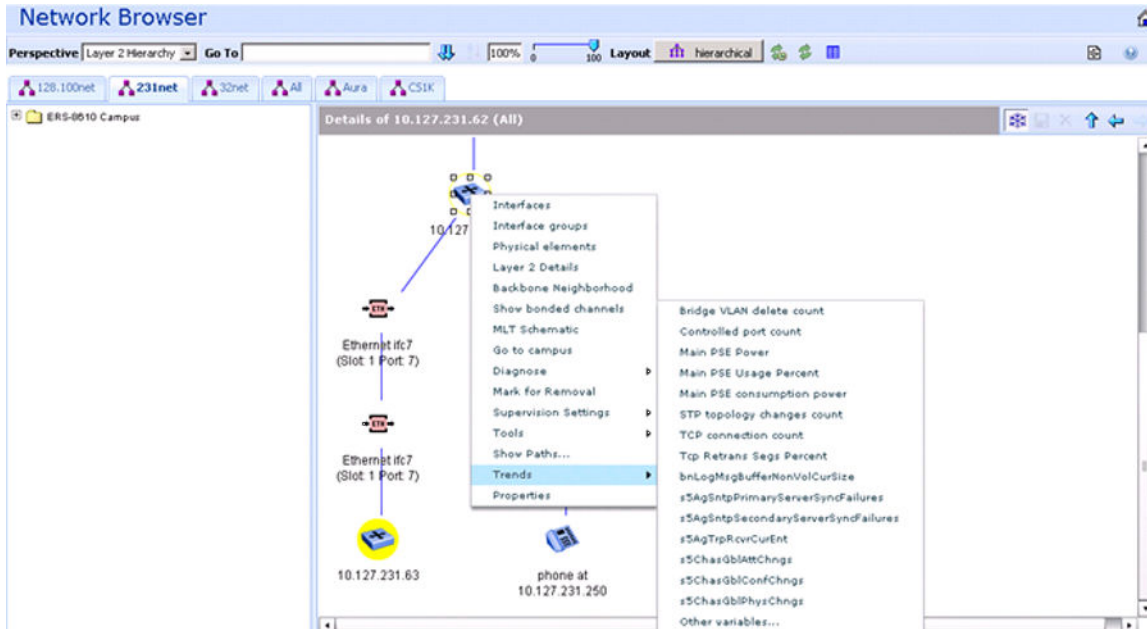 Network Browser
Perspective Layer 2 Hierarchy Go To 100% 0 100 Layout hierarchical
128.100net 231net 32net All Aura CS1K
ERS-8610 Campus
Details of 10.127.231.62 (All)
10.127
Interfaces
Interface groups
Physical elements
Layer 2 Details
Backbone Neighborhood
Show bonded channels
MLT Schematic
Go to campus
Diagnose
Mark for Removal
Supervision Settings
Tools
Show Paths...
Trends
Properties
Bridge VLAN delete count
Controlled port count
Main PSE Power
Main PSE Usage Percent
Main PSE consumption power
STP topology changes count
TCP connection count
Tcp Retrans Segs Percent
bnLogMsgBufferNonVolCurSize
s5AgSntpPrimaryServerSyncFailures
s5AgSntpSecondaryServerSyncFailures
s5AgTrpRcvrCurEnt
s5ChasGblAttChngs
s5ChasGblConfChngs
s5ChasGblPhysChngs
Other variables...
ETH
Ethernet ifc7
(Slot: 1 Port: 7)
ETH
Ethernet ifc7
(Slot: 1 Port: 7)
10.127.231.63
phone at
10.127.231.250